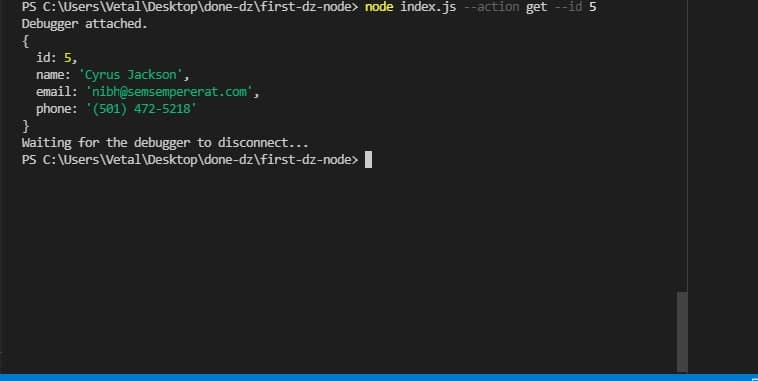 PS C:\Users\Vetal\Desktop\done-dz\first-dz-node> node index.js --action get --id 5
Debugger attached.
{
  id: 5,
  name: 'Cyrus Jackson',
  email: 'nibh@semsempererat.com',
  phone: '(501) 472-5218'
}
Waiting for the debugger to disconnect...
PS C:\Users\Vetal\Desktop\done-dz\first-dz-node>